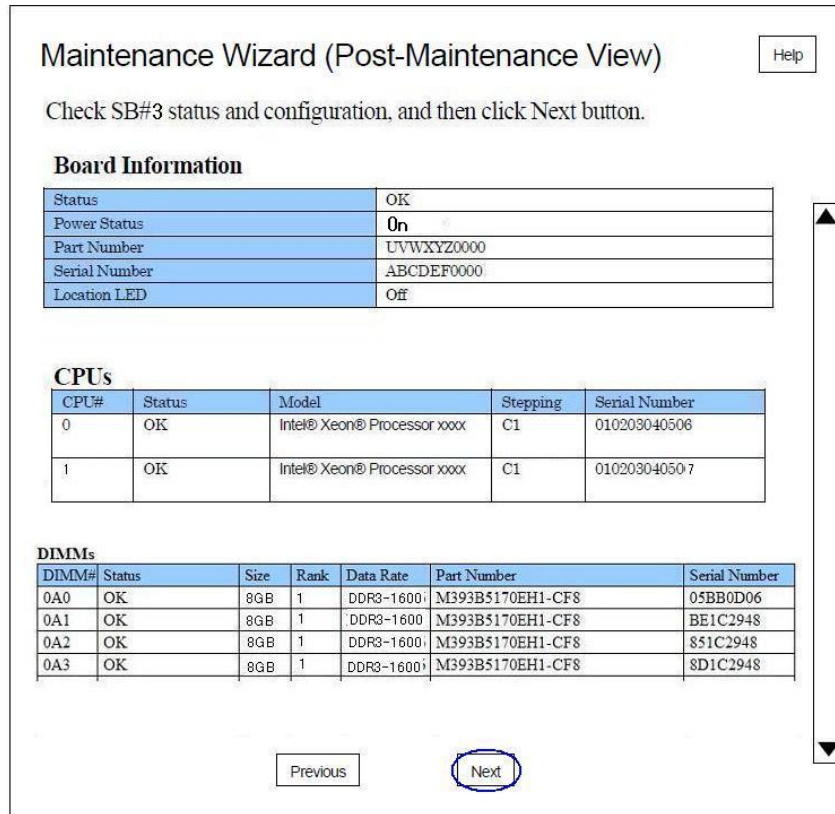 Maintenance Wizard (Post-Maintenance View)
Help
Check SB#3 status and configuration, and then click Next button.
Board Information
Status OK
Power Status On
Part Number UVWXYZ0000
Serial Number ABCDEF0000
Location LED Off
CPUs
CPU# Status Model Stepping Serial Number
0 OK Intel® Xeon® Processor xxxx C1 010203040506
1 OK Intel® Xeon® Processor xxxx C1 010203040507
DIMMs
DIMM# Status Size Rank Data Rate Part Number Serial Number
0A0 OK 8GB 1 DDR3-1600 M393B5170EH1-CF8 05BB0D06
0A1 OK 8GB 1 DDR3-1600 M393B5170EH1-CF8 BE1C2948
0A2 OK 8GB 1 DDR3-1600 M393B5170EH1-CF8 851C2948
0A3 OK 8GB 1 DDR3-1600 M393B5170EH1-CF8 8D1C2948
Previous
Next